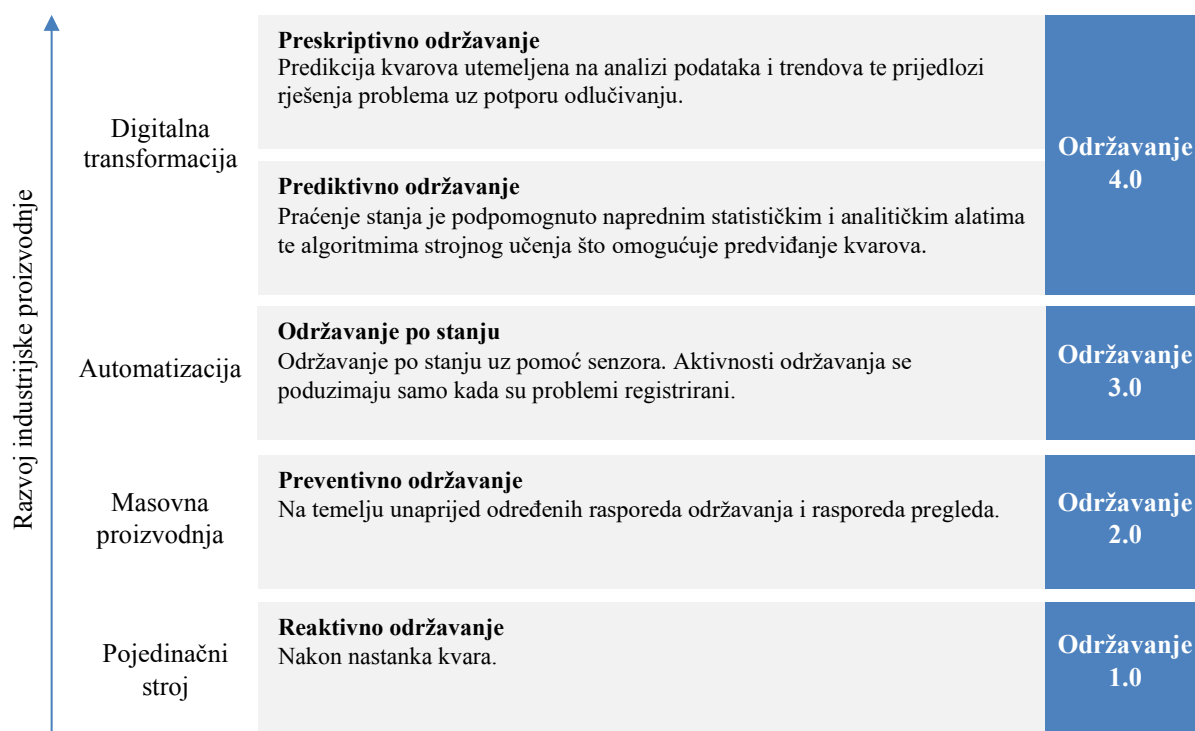 Razvoj industrijske proizvodnje
Digitalna
transformacija
Preskriptivno održavanje
Predikcija kvarova utemeljena na analizi podataka i trendova te prijedlozi
rješenja problema uz potporu odlučivanju.
Prediktivno održavanje
Praćenje stanja je podpomognuto naprednim statističkim i analitičkim alatima
te algoritmima strojnog učenja što omogućuje predviđanje kvarova.
Održavanje
4.0
Automatizacija
Održavanje po stanju
Održavanje po stanju uz pomoć senzora. Aktivnosti održavanja se
poduzimaju samo kada su problemi registrirani.
Održavanje
3.0
Masovna
proizvodnja
Preventivno održavanje
Na temelju unaprijed određenih rasporeda održavanja i rasporeda pregleda.
Održavanje
2.0
Pojedinačni
stroj
Reaktivno održavanje
Nakon nastanka kvara.
Održavanje
1.0